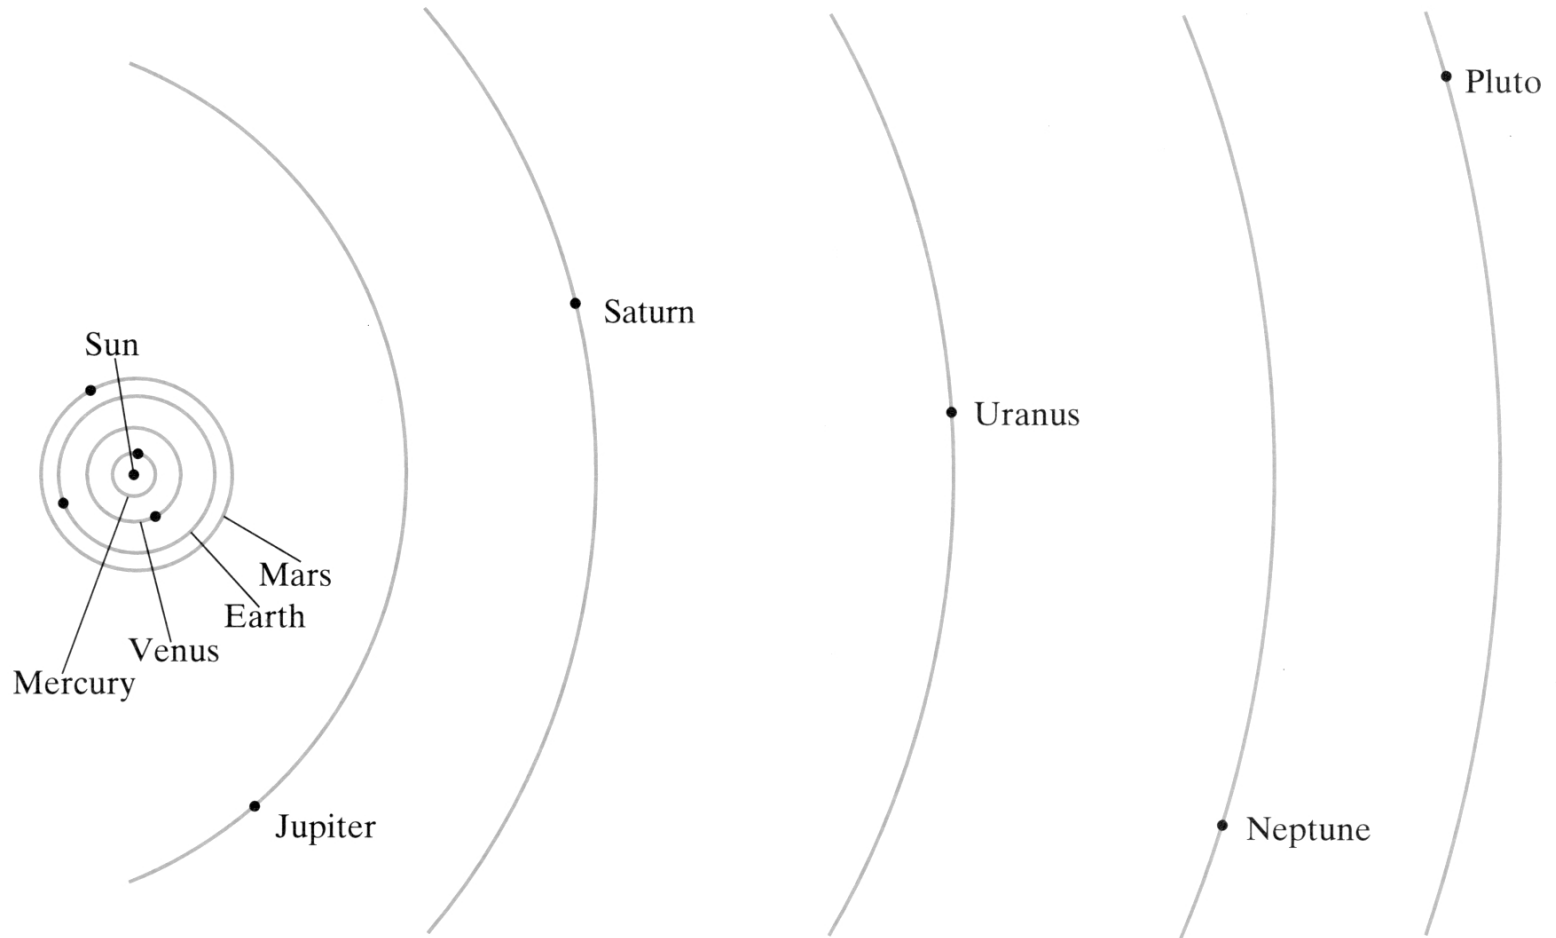 Pluto
Saturn
Sun
Uranus
Mars
Earth
Venus
Mercury
Jupiter
Neptune